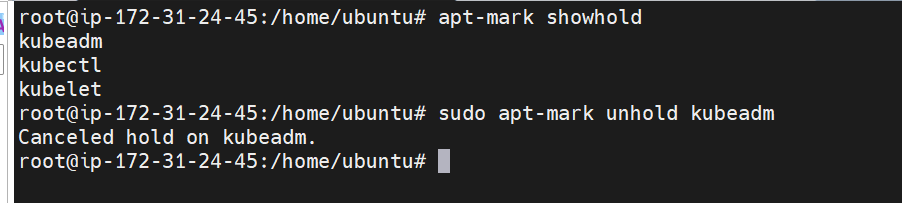 root@ip-172-31-24-45:/home/ubuntu# apt-mark showhold
kubeadm
kubectl
kubelet
root@ip-172-31-24-45:/home/ubuntu# sudo apt-mark unhold kubeadm
Canceled hold on kubeadm.
root@ip-172-31-24-45:/home/ubuntu#